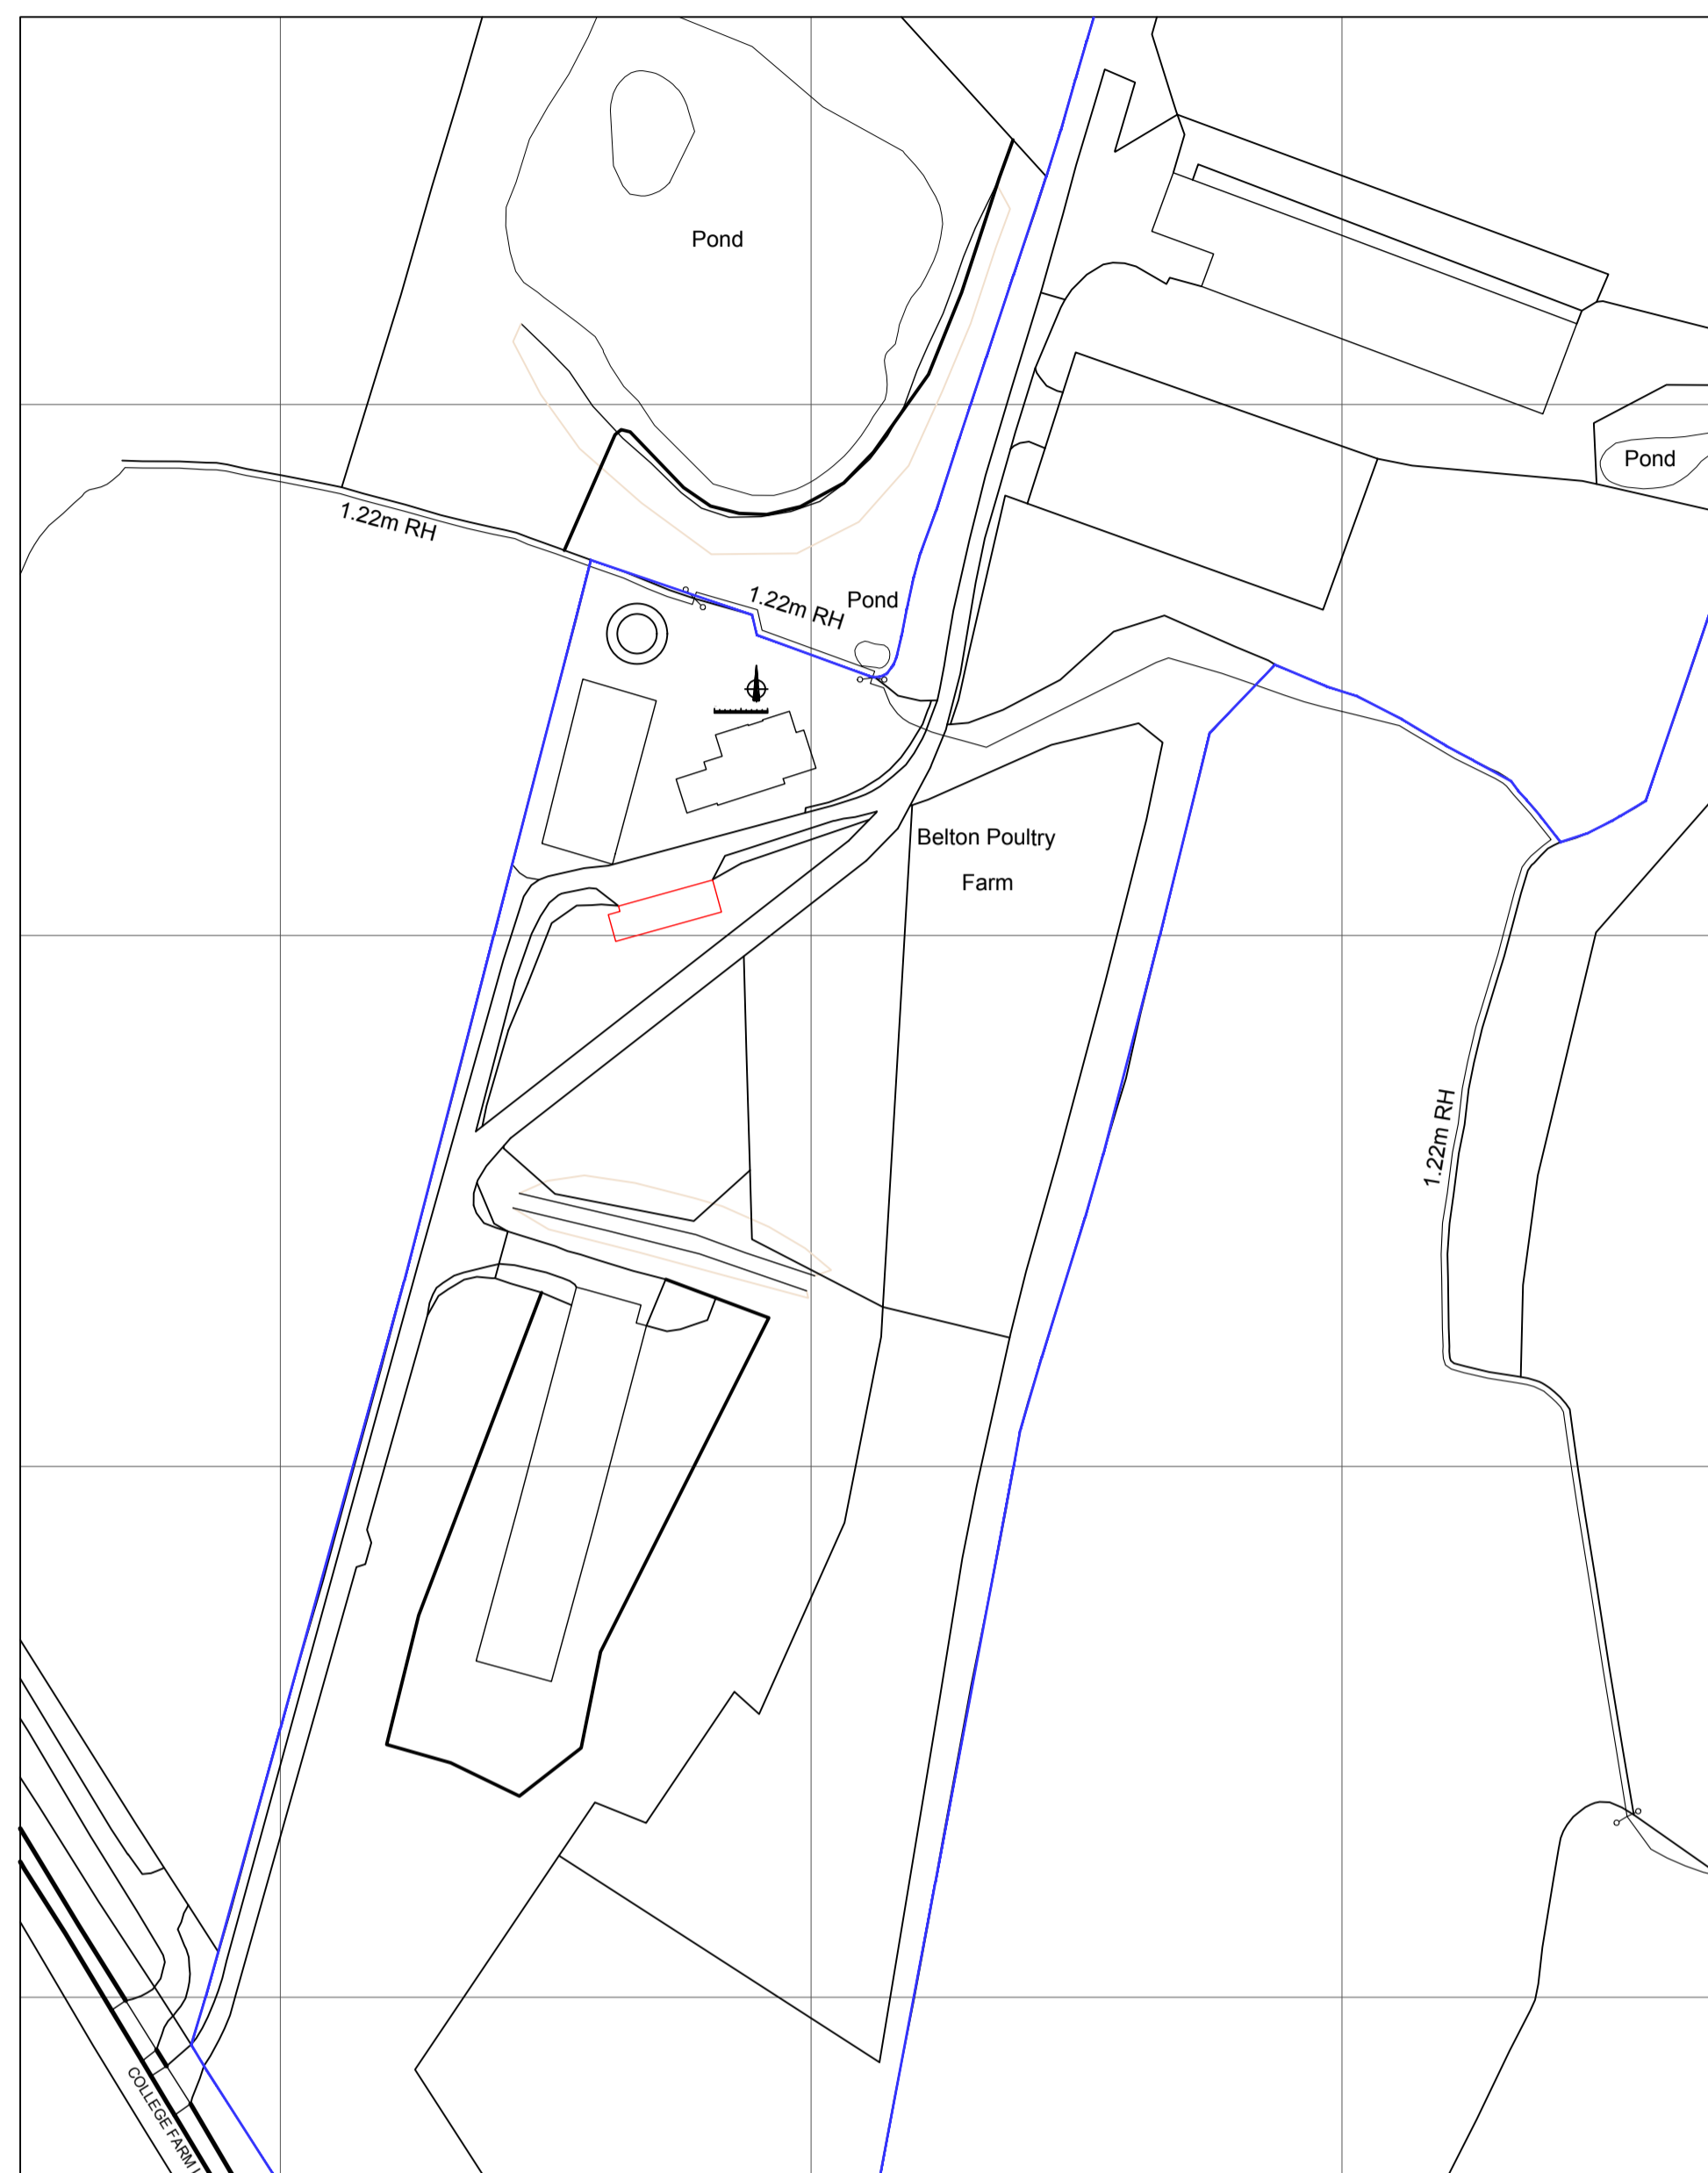 Pond
Pond
1.22m RH
1.22m RH
Pond
Belton Poultry
Farm
1.22m RH
COLLEGE FARM